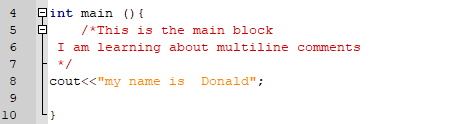 4 int main (){
5 /*This is the main block
6 I am learning about multiline comments
7 */
8 cout<<"my name is  Donald";
9
10 }